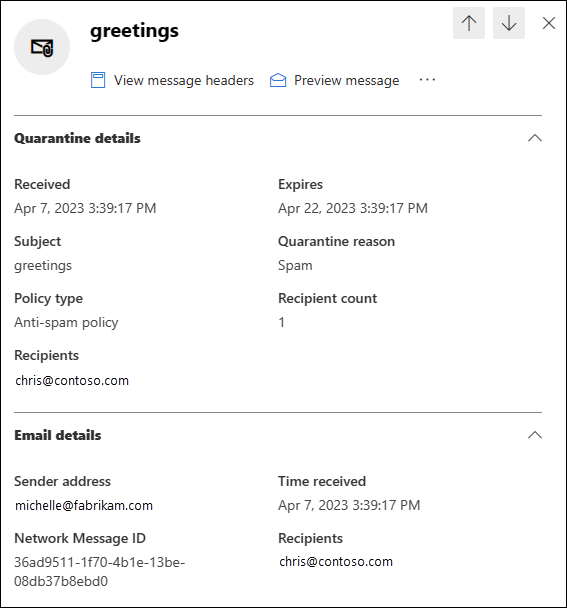 greetings
View message headers Preview message ...
Quarantine details
Received Expires
Apr 7, 2023 3:39:17 PM Apr 22, 2023 3:39:17 PM
Subject Quarantine reason
greetings Spam
Policy type Recipient count
Anti-spam policy 1
Recipients
chris@contoso.com
Email details
Sender address Time received
michelle@fabrikam.com Apr 7, 2023 3:39:17 PM
Network Message ID Recipients
36ad9511-1f70-4b1e-13be- chris@contoso.com
08db37b8ebd0